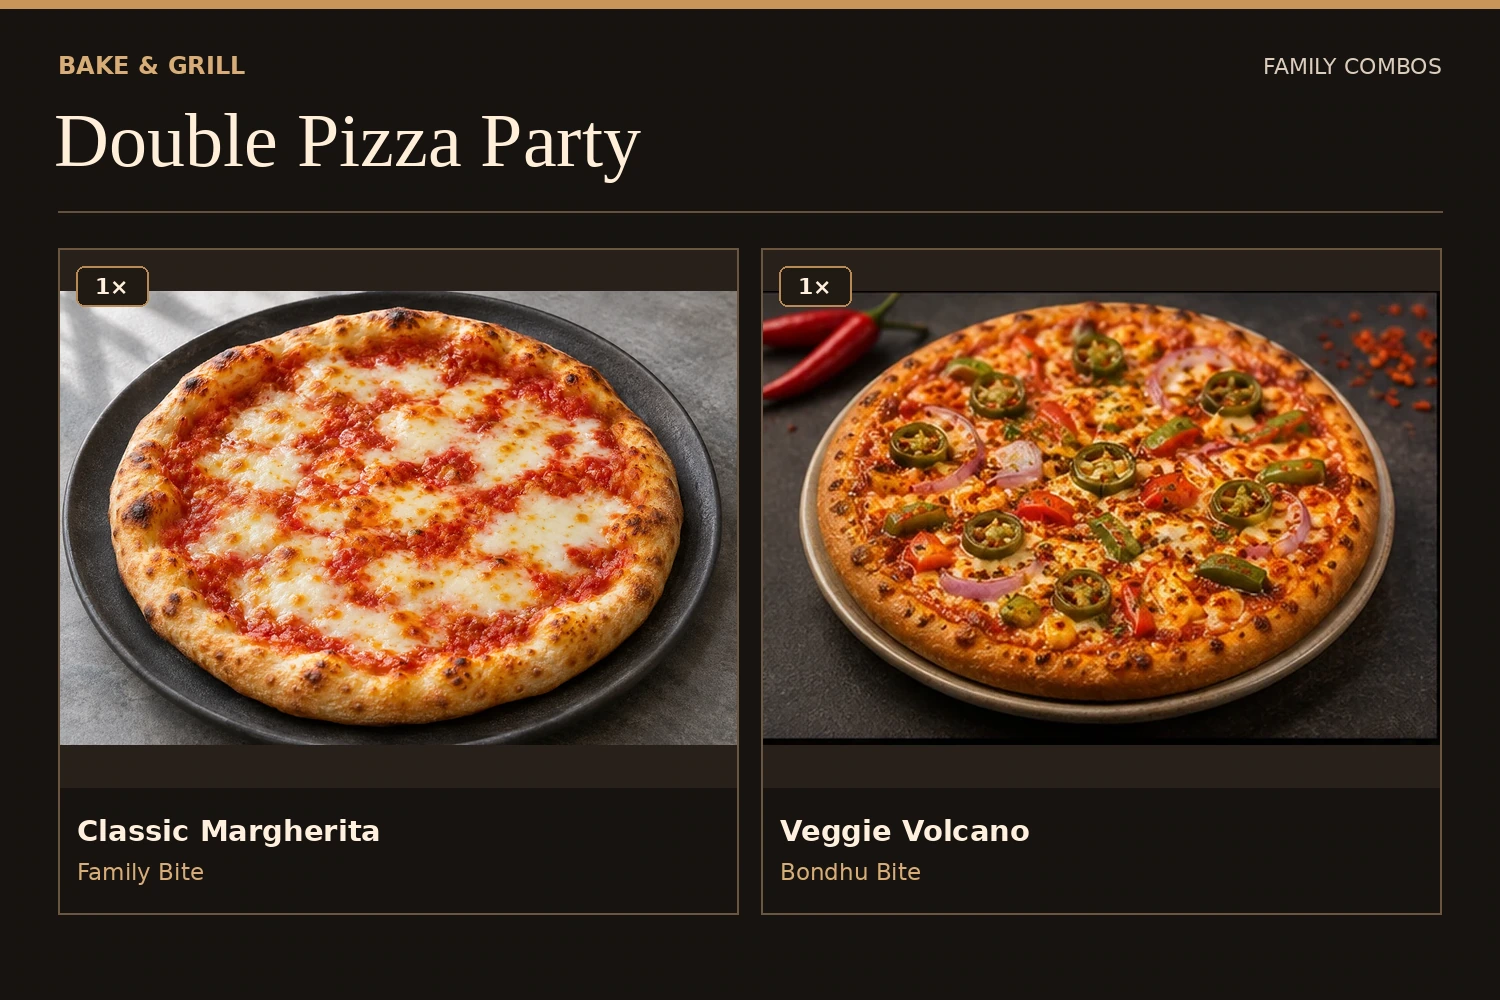 BAKE & GRILL
FAMILY COMBOS
Double Pizza Party
1×
1×
Classic Margherita
Family Bite
Veggie Volcano
Bondhu Bite